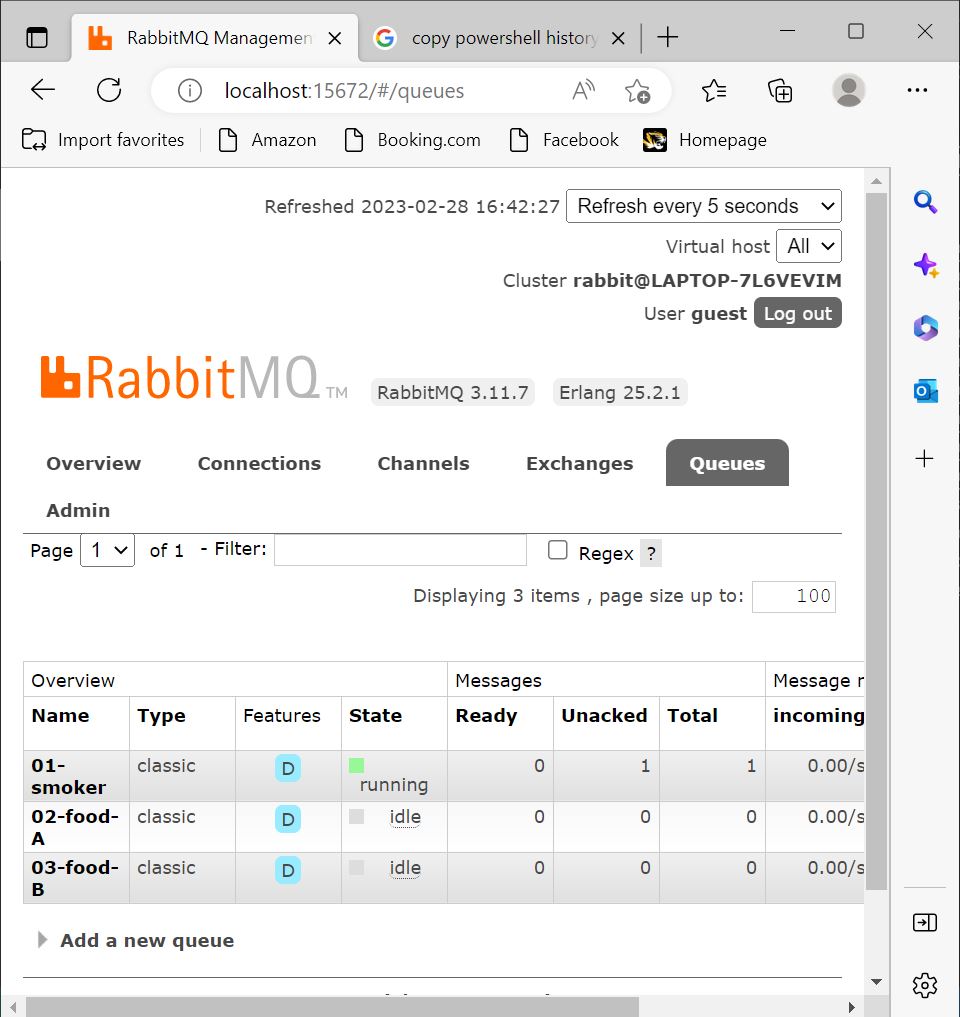 RabbitMQ Managemen
copy powershell history
localhost:15672/#/queues
Import favorites
Amazon
Booking.com
Facebook
Homepage
Refreshed 2023-02-28 16:42:27 Refresh every 5 seconds
Virtual host All
Cluster rabbit@LAPTOP-7L6VEVIM
User guest Log out
RabbitMQ TM RabbitMQ 3.11.7 Erlang 25.2.1
Overview Connections Channels Exchanges Queues
Admin
Page 1 of 1 - Filter: Regex ?
Displaying 3 items , page size up to: 100
Overview Messages Message r
Name Type Features State Ready Unacked Total incoming
01- classic D 0 1 1 0.00/s
smoker running
02-food- classic D idle 0 0 0 0.00/s
A
03-food- classic D idle 0 0 0 0.00/s
B
Add a new queue